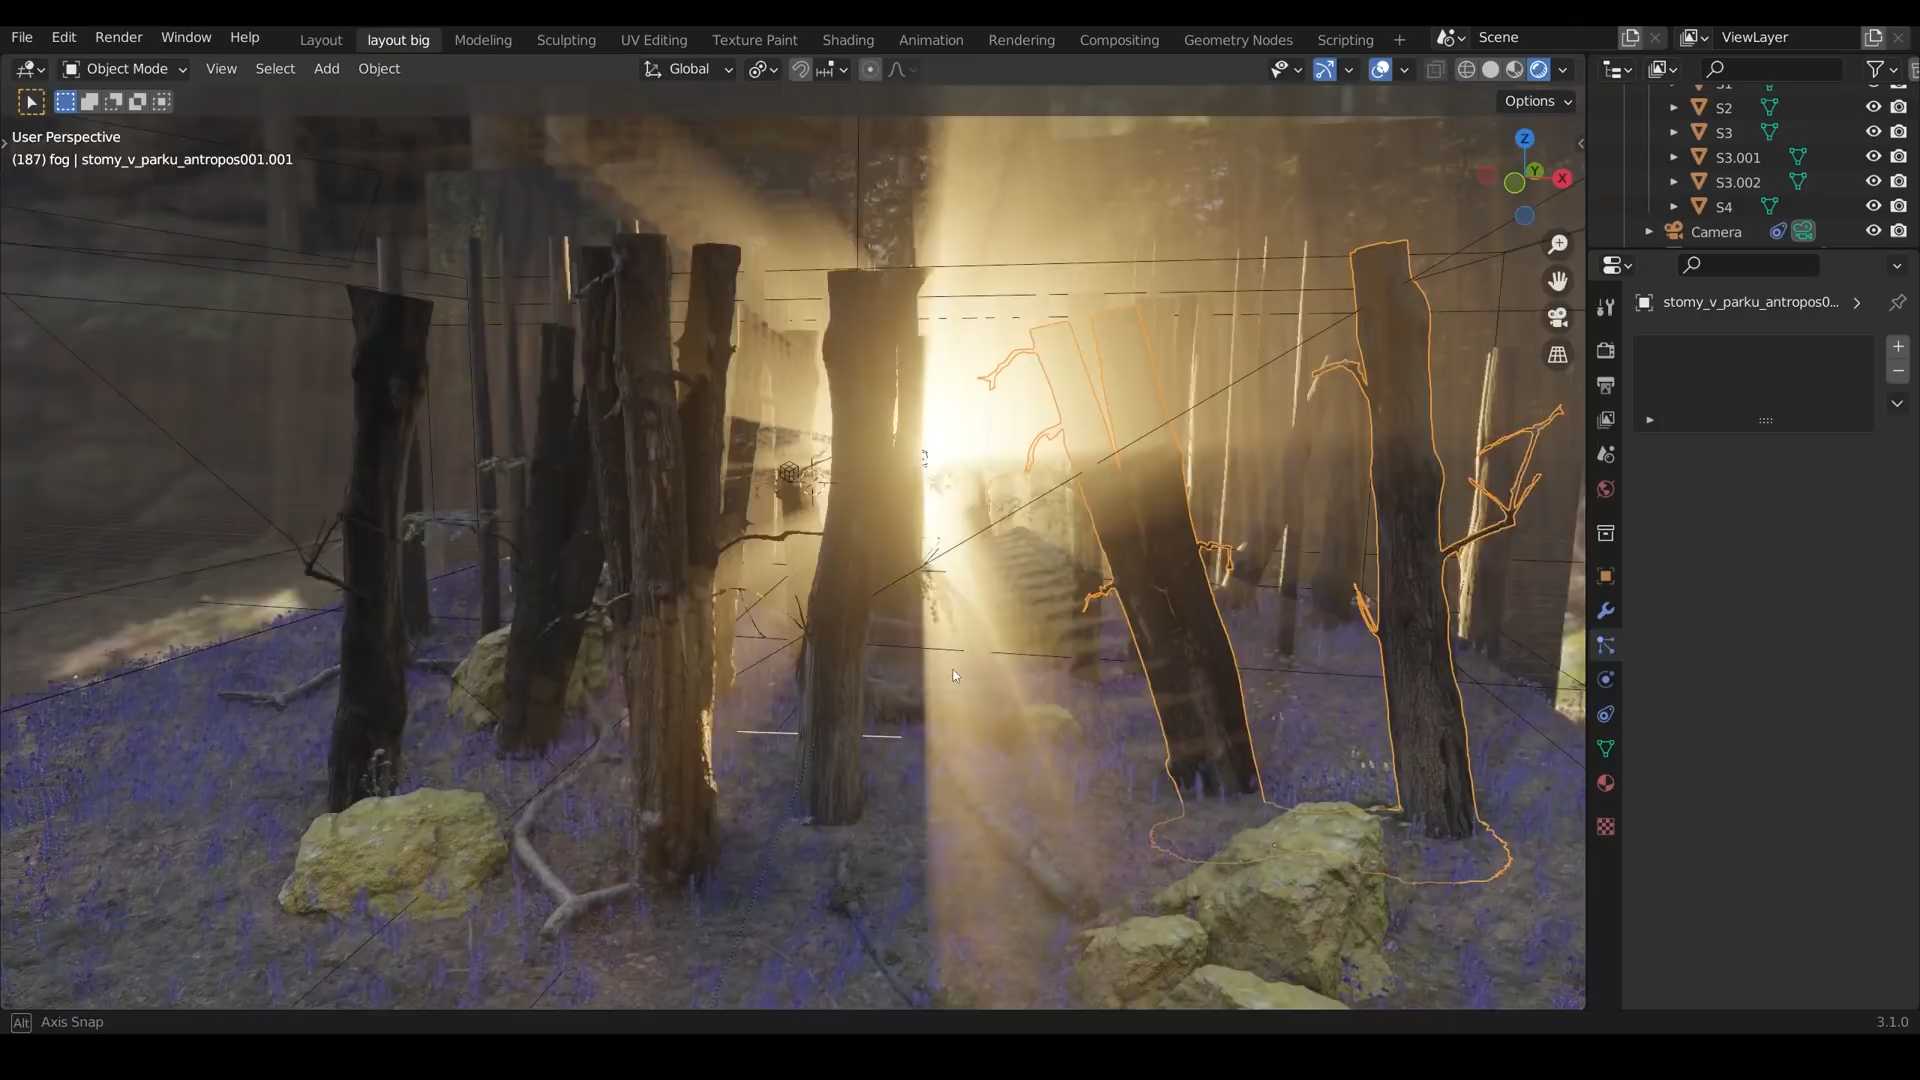 File Edit Render Window Help Layout layout big Modeling Sculpting UV Editing Texture Paint Shading Animation Rendering Compositing Geometry Nodes Scripting + Scene ViewLayer
Object Mode View Select Add Object Global
Options
User Perspective
(187) fog | stomy_v_parku_antropos001.001
Z
Y
X
S1
S2
S3
S3.001
S3.002
S4
Camera
stomy_v_parku_antropos0...
Alt Axis Snap 3.1.0